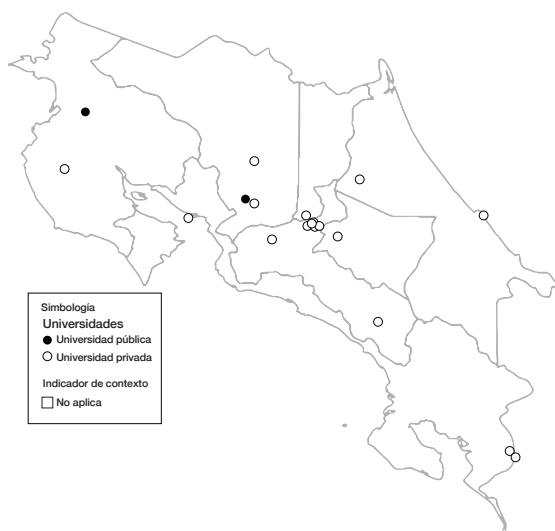 Simbología
Universidades
Universidad pública
Universidad privada
Indicador de contexto
No aplica